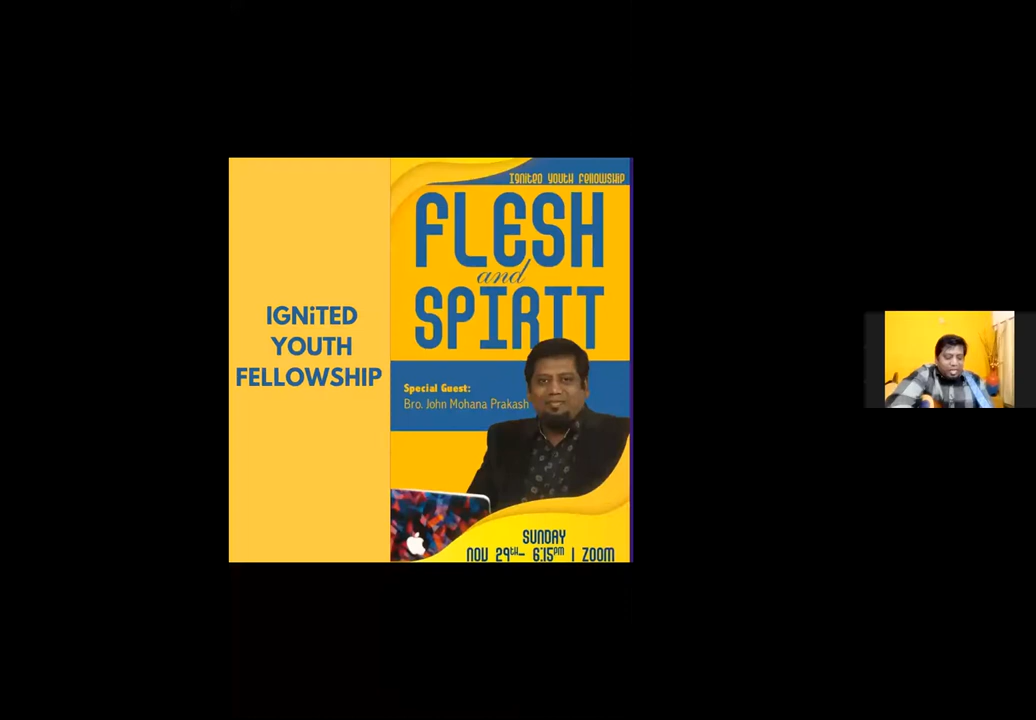 IGNiTED
YOUTH
FELLOWSHIP
IGNITED YOUTH FELLOWSHIP
FLESH
and
SPIRIT
Special Guest:
Bro. John Mohana Prakash
SUNDAY
NOV 29th- 6:15pm | ZOOM